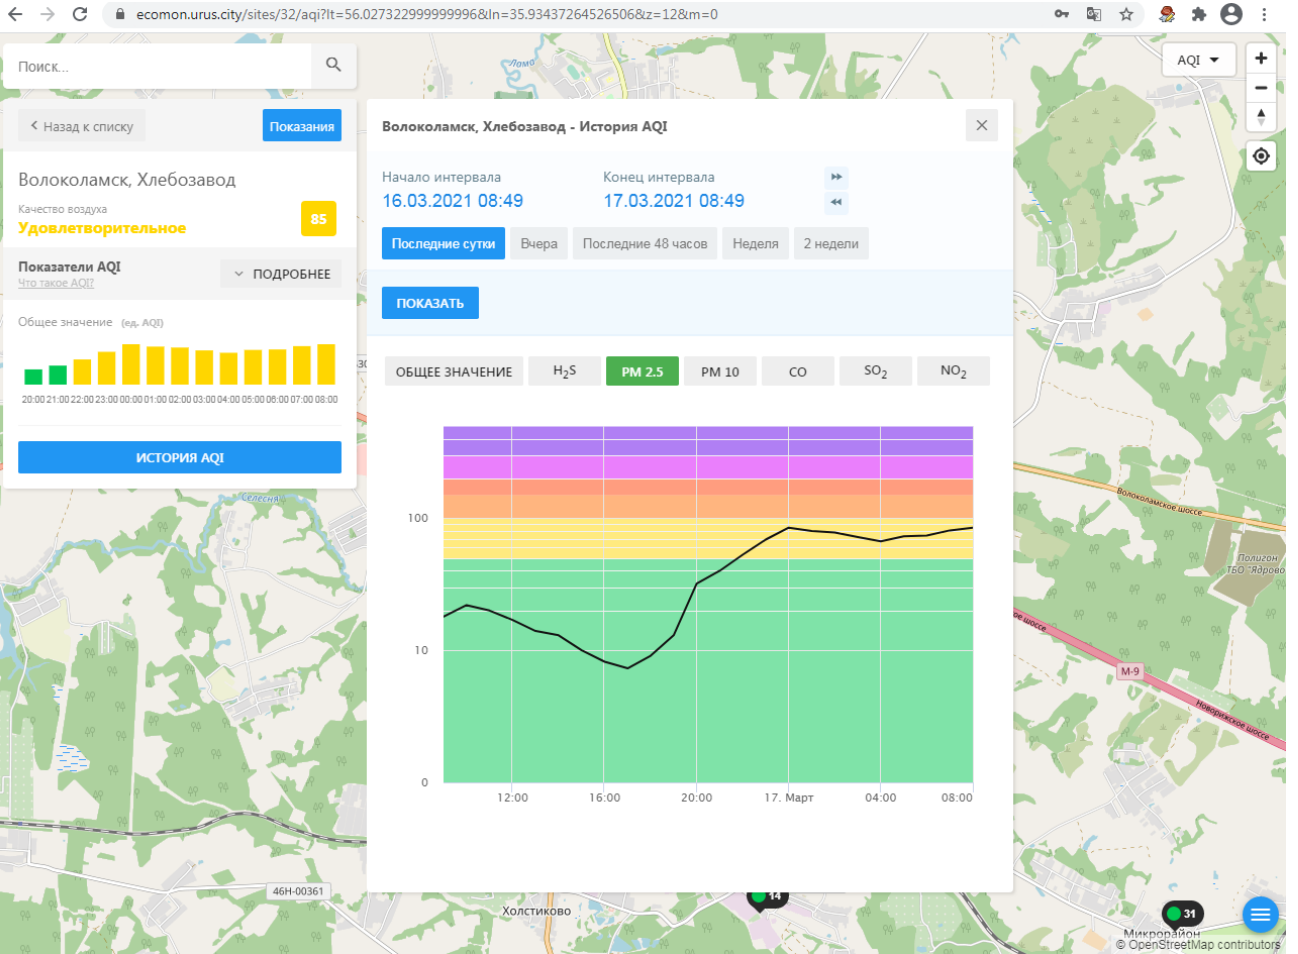 ecomon.urus.city/sites/32/aqi?lt=56.027322999999996&ln=35.93437264526506&z=12&m=0
Поиск...
AQI
Лома
Назад к списку
Показания
Волоколамск, Хлебозавод
Качество воздуха
Удовлетворительное
85
Показатели AQI
Что такое AQI?
ПОДРОБНЕЕ
Общее значение (ед. AQI)
20:00 21:00 22:00 23:00 00:00 01:00 02:00 03:00 04:00 05:00 06:00 07:00 08:00
ИСТОРИЯ AQI
Волоколамск, Хлебозавод - История AQI
Начало интервала
16.03.2021 08:49
Конец интервала
17.03.2021 08:49
Последние сутки
Вчера
Последние 48 часов
Неделя
2 недели
ПОКАЗАТЬ
ОБЩЕЕ ЗНАЧЕНИЕ
H2S
PM 2.5
PM 10
CO
SO2
NO2
100
10
0
12:00
16:00
20:00
17. Март
04:00
08:00
Селесня
Волоколамское шоссе
Полигон
ТБО "Ядрово
ое шоссе
М-9
Новорижское шоссе
46Н-00361
Холстиково
14
31
Микрорайон
© OpenStreetMap contributors